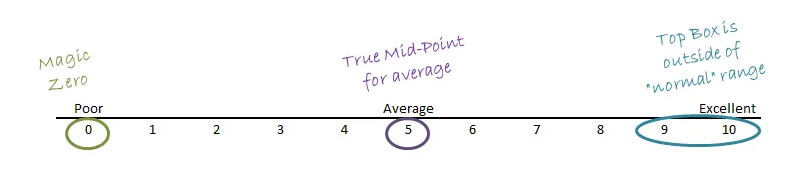 Magic
Zero
True Mid-Point
for average
Top Box is
outside of
"normal" range
Poor Average Excellent
0 1 2 3 4 5 6 7 8 9 10